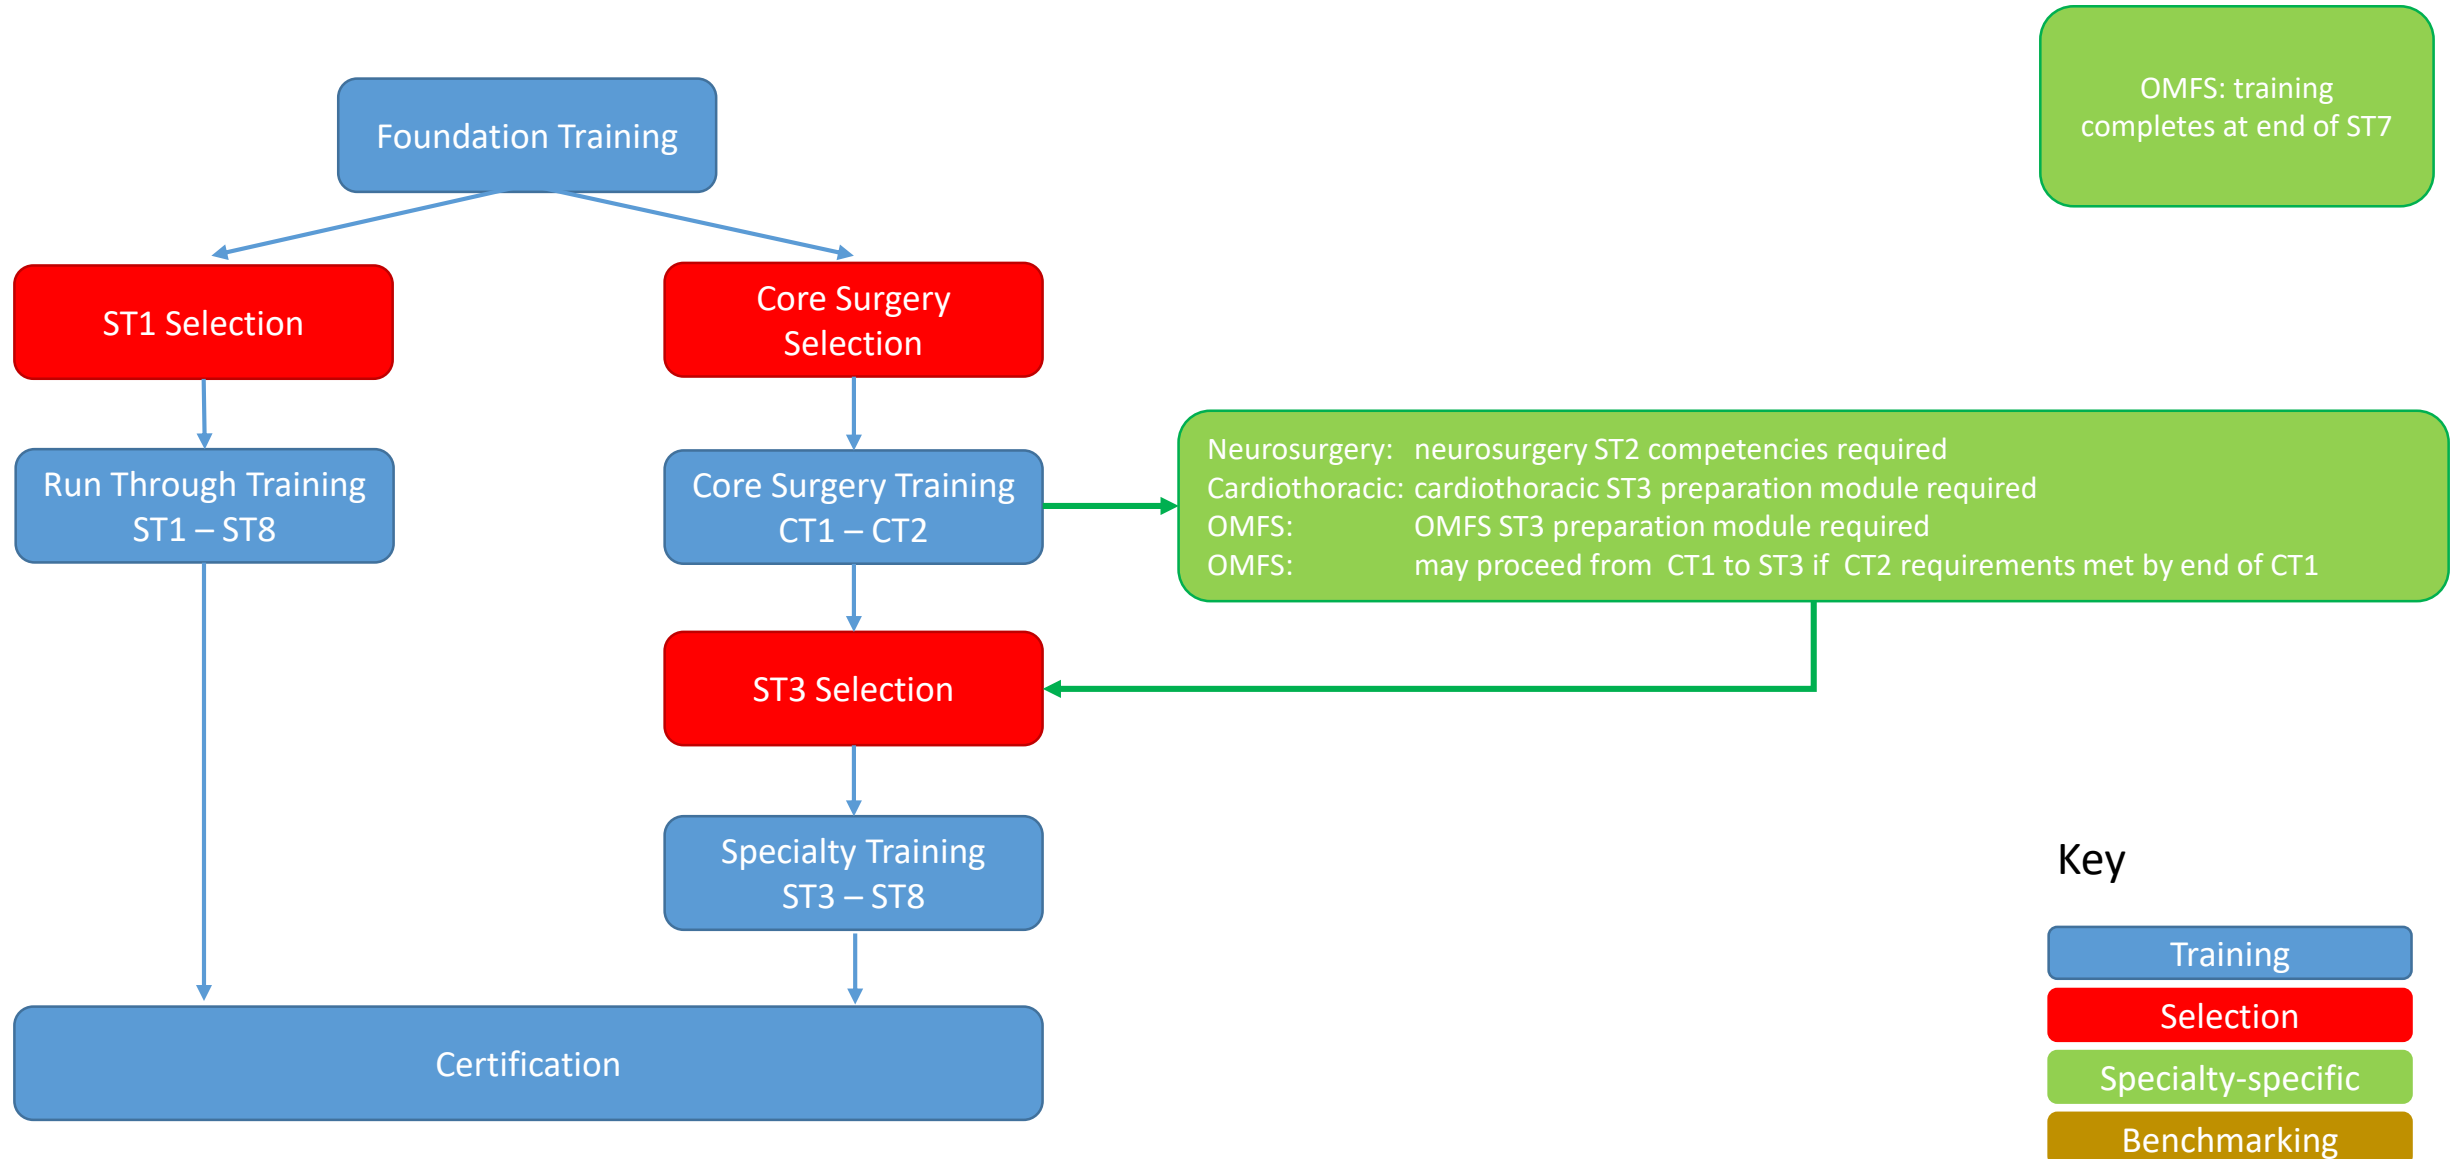 OMFS: training
completes at end of ST7
Foundation Training
ST1 Selection
Core Surgery
Selection
Run Through Training
ST1 – ST8
Core Surgery Training
CT1 – CT2
Neurosurgery: neurosurgery ST2 competencies required
Cardiothoracic: cardiothoracic ST3 preparation module required
OMFS: OMFS ST3 preparation module required
OMFS: may proceed from CT1 to ST3 if CT2 requirements met by end of CT1
ST3 Selection
Specialty Training
ST3 – ST8
Certification
Key
Training
Selection
Specialty-specific
Benchmarking